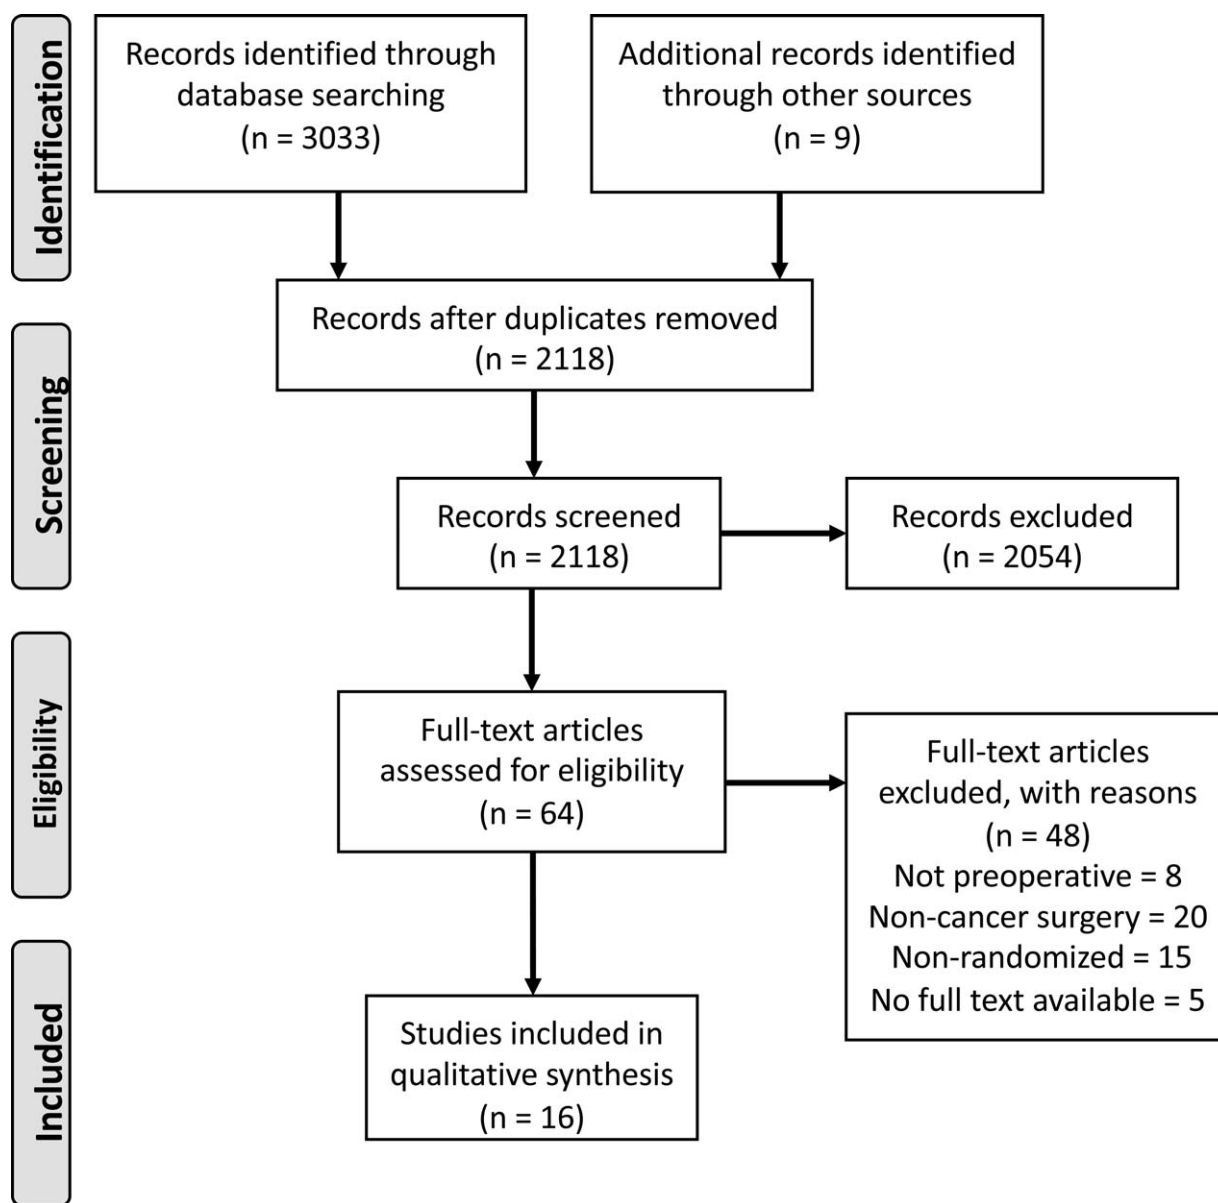 Identification
Records identified through
database searching
(n = 3033)
Additional records identified
through other sources
(n = 9)
Records after duplicates removed
(n = 2118)
Screening
Records screened
(n = 2118)
Records excluded
(n = 2054)
Eligibility
Full-text articles
assessed for eligibility
(n = 64)
Full-text articles
excluded, with reasons
(n = 48)
Not preoperative = 8
Non-cancer surgery = 20
Non-randomized = 15
No full text available = 5
Included
Studies included in
qualitative synthesis
(n = 16)